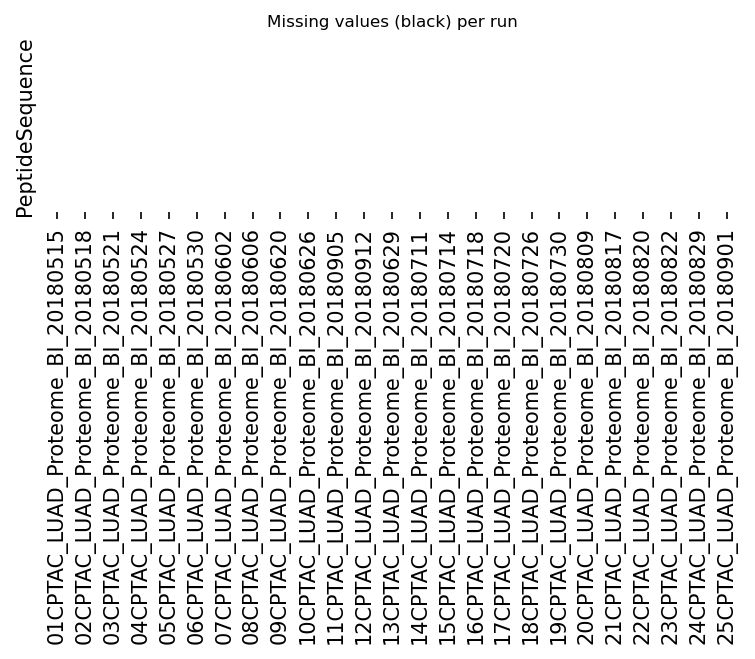 Missing values (black) per run
PeptideSequence
01CPTAC_LUAD_Proteome_BI_20180515
02CPTAC_LUAD_Proteome_BI_20180518
03CPTAC_LUAD_Proteome_BI_20180521
04CPTAC_LUAD_Proteome_BI_20180524
05CPTAC_LUAD_Proteome_BI_20180527
06CPTAC_LUAD_Proteome_BI_20180530
07CPTAC_LUAD_Proteome_BI_20180602
08CPTAC_LUAD_Proteome_BI_20180606
09CPTAC_LUAD_Proteome_BI_20180620
10CPTAC_LUAD_Proteome_BI_20180626
11CPTAC_LUAD_Proteome_BI_20180905
12CPTAC_LUAD_Proteome_BI_20180912
13CPTAC_LUAD_Proteome_BI_20180629
14CPTAC_LUAD_Proteome_BI_20180711
15CPTAC_LUAD_Proteome_BI_20180714
16CPTAC_LUAD_Proteome_BI_20180718
17CPTAC_LUAD_Proteome_BI_20180720
18CPTAC_LUAD_Proteome_BI_20180726
19CPTAC_LUAD_Proteome_BI_20180730
20CPTAC_LUAD_Proteome_BI_20180809
21CPTAC_LUAD_Proteome_BI_20180817
22CPTAC_LUAD_Proteome_BI_20180820
23CPTAC_LUAD_Proteome_BI_20180822
24CPTAC_LUAD_Proteome_BI_20180829
25CPTAC_LUAD_Proteome_BI_20180901